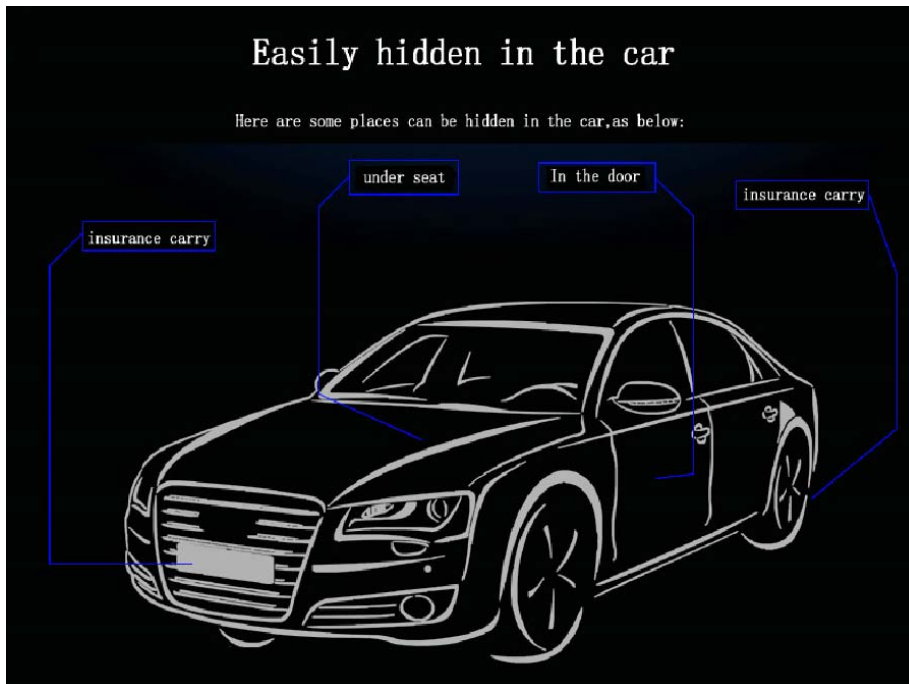 Easily hidden in the car
Here are some places can be hidden in the car,as below:
under seat
In the door
insurance carry
insurance carry